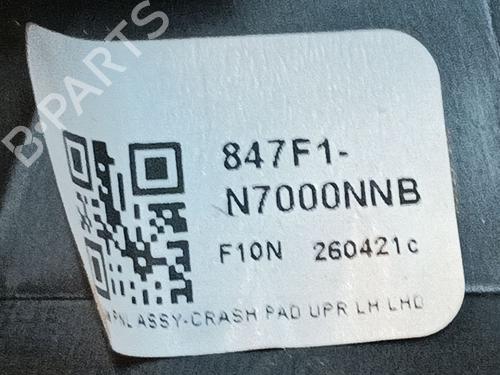 B-PARTS
847F1-
N7000NNB
F10N 260421c
PNL ASSY-CRASH PAD UPR LH LHD